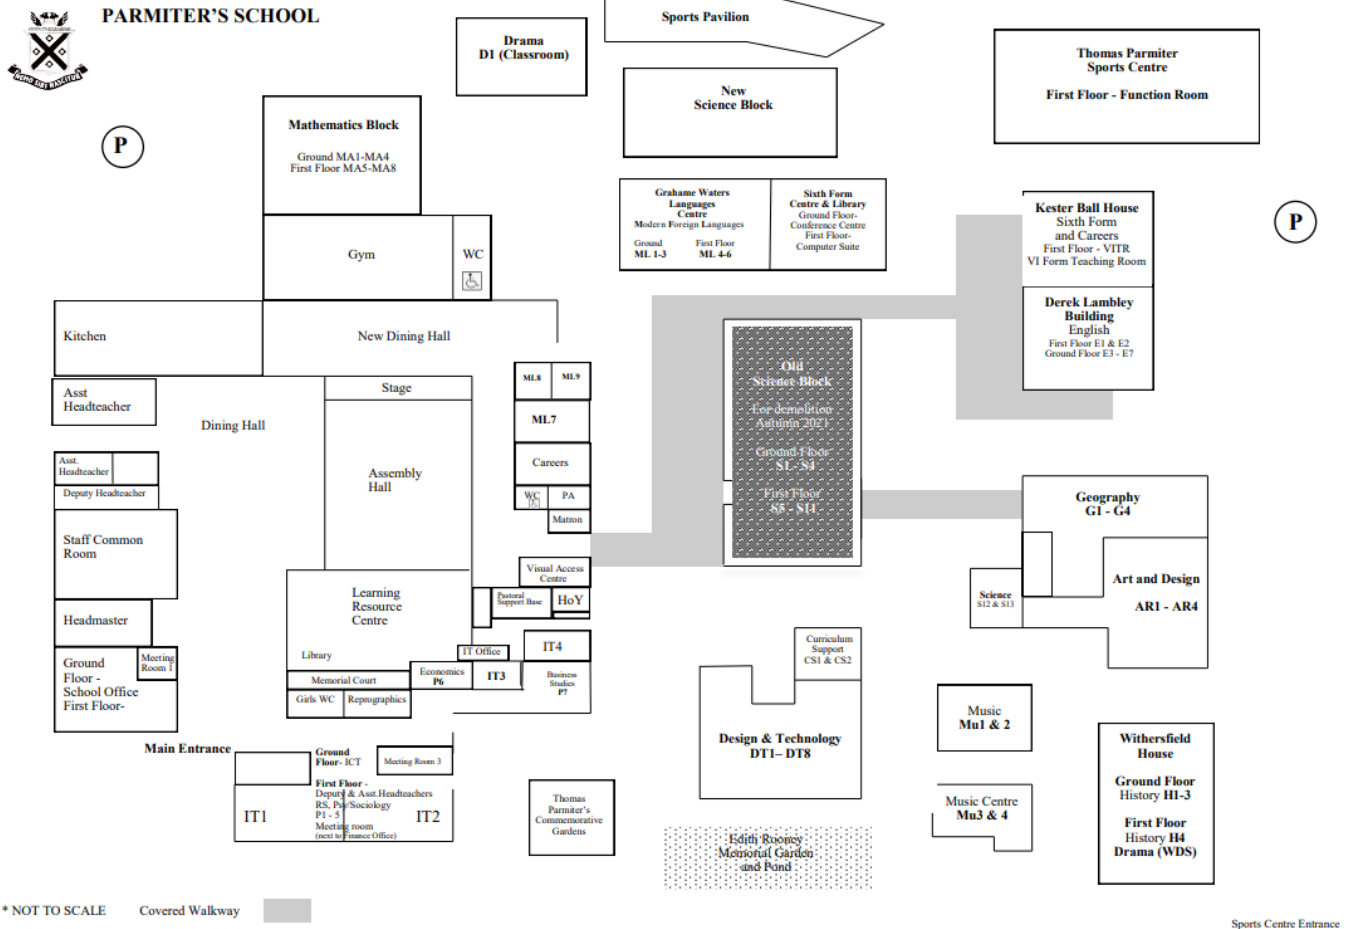 PARMITER'S SCHOOL
NEMO SIBI NASCITUR
Sports Pavilion
Drama
D1 (Classroom)
New
Science Block
Thomas Parmiter
Sports Centre
First Floor - Function Room
P
Mathematics Block
Ground MA1-MA4
First Floor MA5-MA8
Grahame Waters
Languages
Centre
Modern Foreign Languages
Ground First Floor
ML 1-3 ML 4-6
Sixth Form
Centre & Library
Ground Floor-
Conference Centre
First Floor-
Computer Suite
Kester Ball House
Sixth Form
and Careers
First Floor - VITR
VI Form Teaching Room
P
Gym
WC
Derek Lambley
Building
English
First Floor E1 & E2
Ground Floor E3 - E7
Kitchen
New Dining Hall
Old
Science Block
For demolition
Autumn 2021
Ground Floor
S1 - S4
First Floor
S5 - S11
Asst
Headteacher
Stage
ML8
ML9
ML7
Dining Hall
Careers
Asst.
Headteacher
Deputy Headteacher
Assembly
Hall
WC
PA
Matron
Geography
G1 - G4
Staff Common
Room
Visual Access
Centre
Art and Design
AR1 - AR4
Science
S12 & S13
Learning
Resource
Centre
Library
Pastoral
Support Base
HoY
Headmaster
IT Office
IT4
Curriculum
Support
CS1 & CS2
Ground
Floor -
School Office
First Floor-
Meeting
Room 1
Memorial Court
Economics
P6
IT3
Business
Studies
P7
Girls WC
Reprographics
Music
Mu1 & 2
Main Entrance
Ground
Floor- ICT
Meeting Room 3
Design & Technology
DT1– DT8
Withersfield
House
Ground Floor
History H1-3
First Floor
History H4
Drama (WDS)
First Floor -
Deputy & Asst.Headteachers
RS, Psy/Sociology
P1 - 5
Meeting room
(next to Finance Office)
IT1
IT2
Thomas
Parmiter's
Commemorative
Gardens
Music Centre
Mu3 & 4
Edith Rooney
Memorial Garden
and Pond
* NOT TO SCALE
Covered Walkway
Sports Centre Entrance